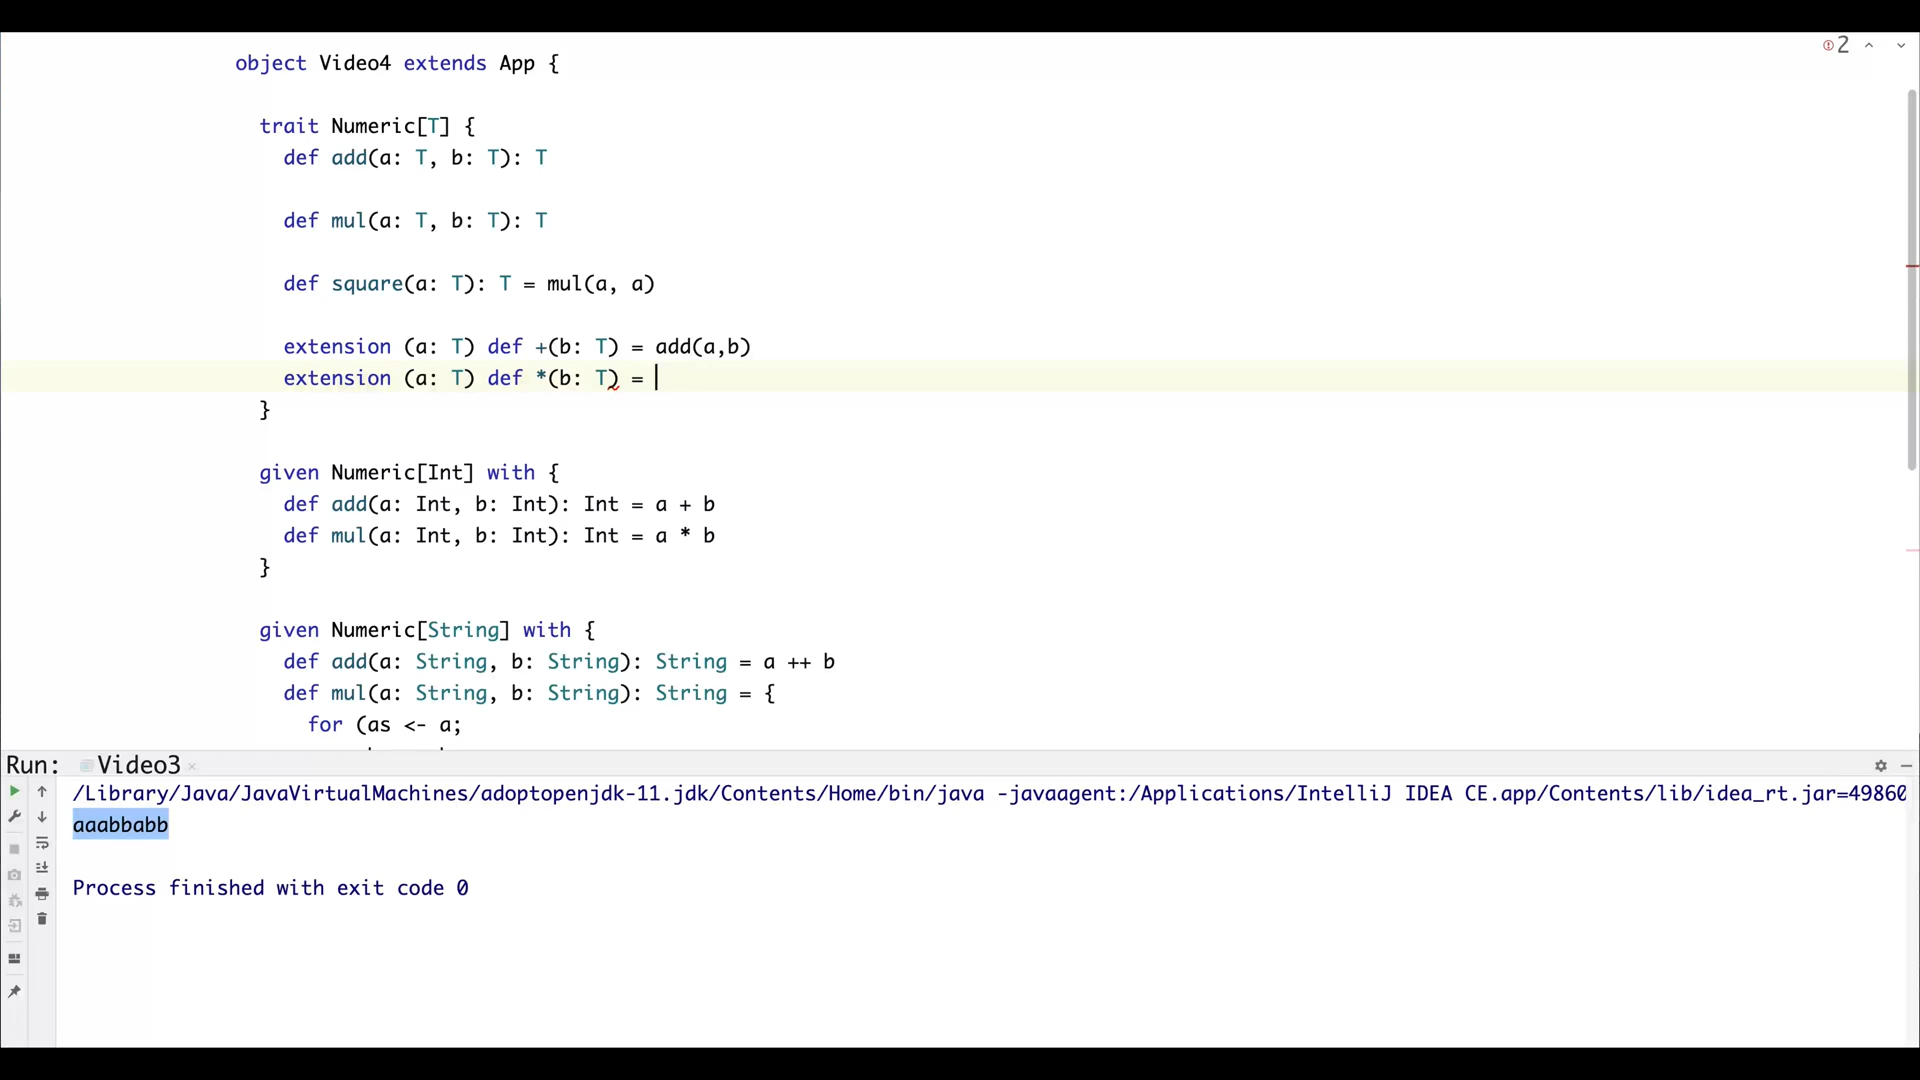 object Video4 extends App {
2
trait Numeric[T] {
def add(a: T, b: T): T
def mul(a: T, b: T): T
def square(a: T): T = mul(a, a)
extension (a: T) def +(b: T) = add(a,b)
extension (a: T) def *(b: T) =
}
given Numeric[Int] with {
def add(a: Int, b: Int): Int = a + b
def mul(a: Int, b: Int): Int = a * b
}
given Numeric[String] with {
def add(a: String, b: String): String = a ++ b
def mul(a: String, b: String): String = {
for (as <- a;
Run: Video3
/Library/Java/JavaVirtualMachines/adoptopenjdk-11.jdk/Contents/Home/bin/java -javaagent:/Applications/IntelliJ IDEA CE.app/Contents/lib/idea_rt.jar=49860
aaabbabb
Process finished with exit code 0